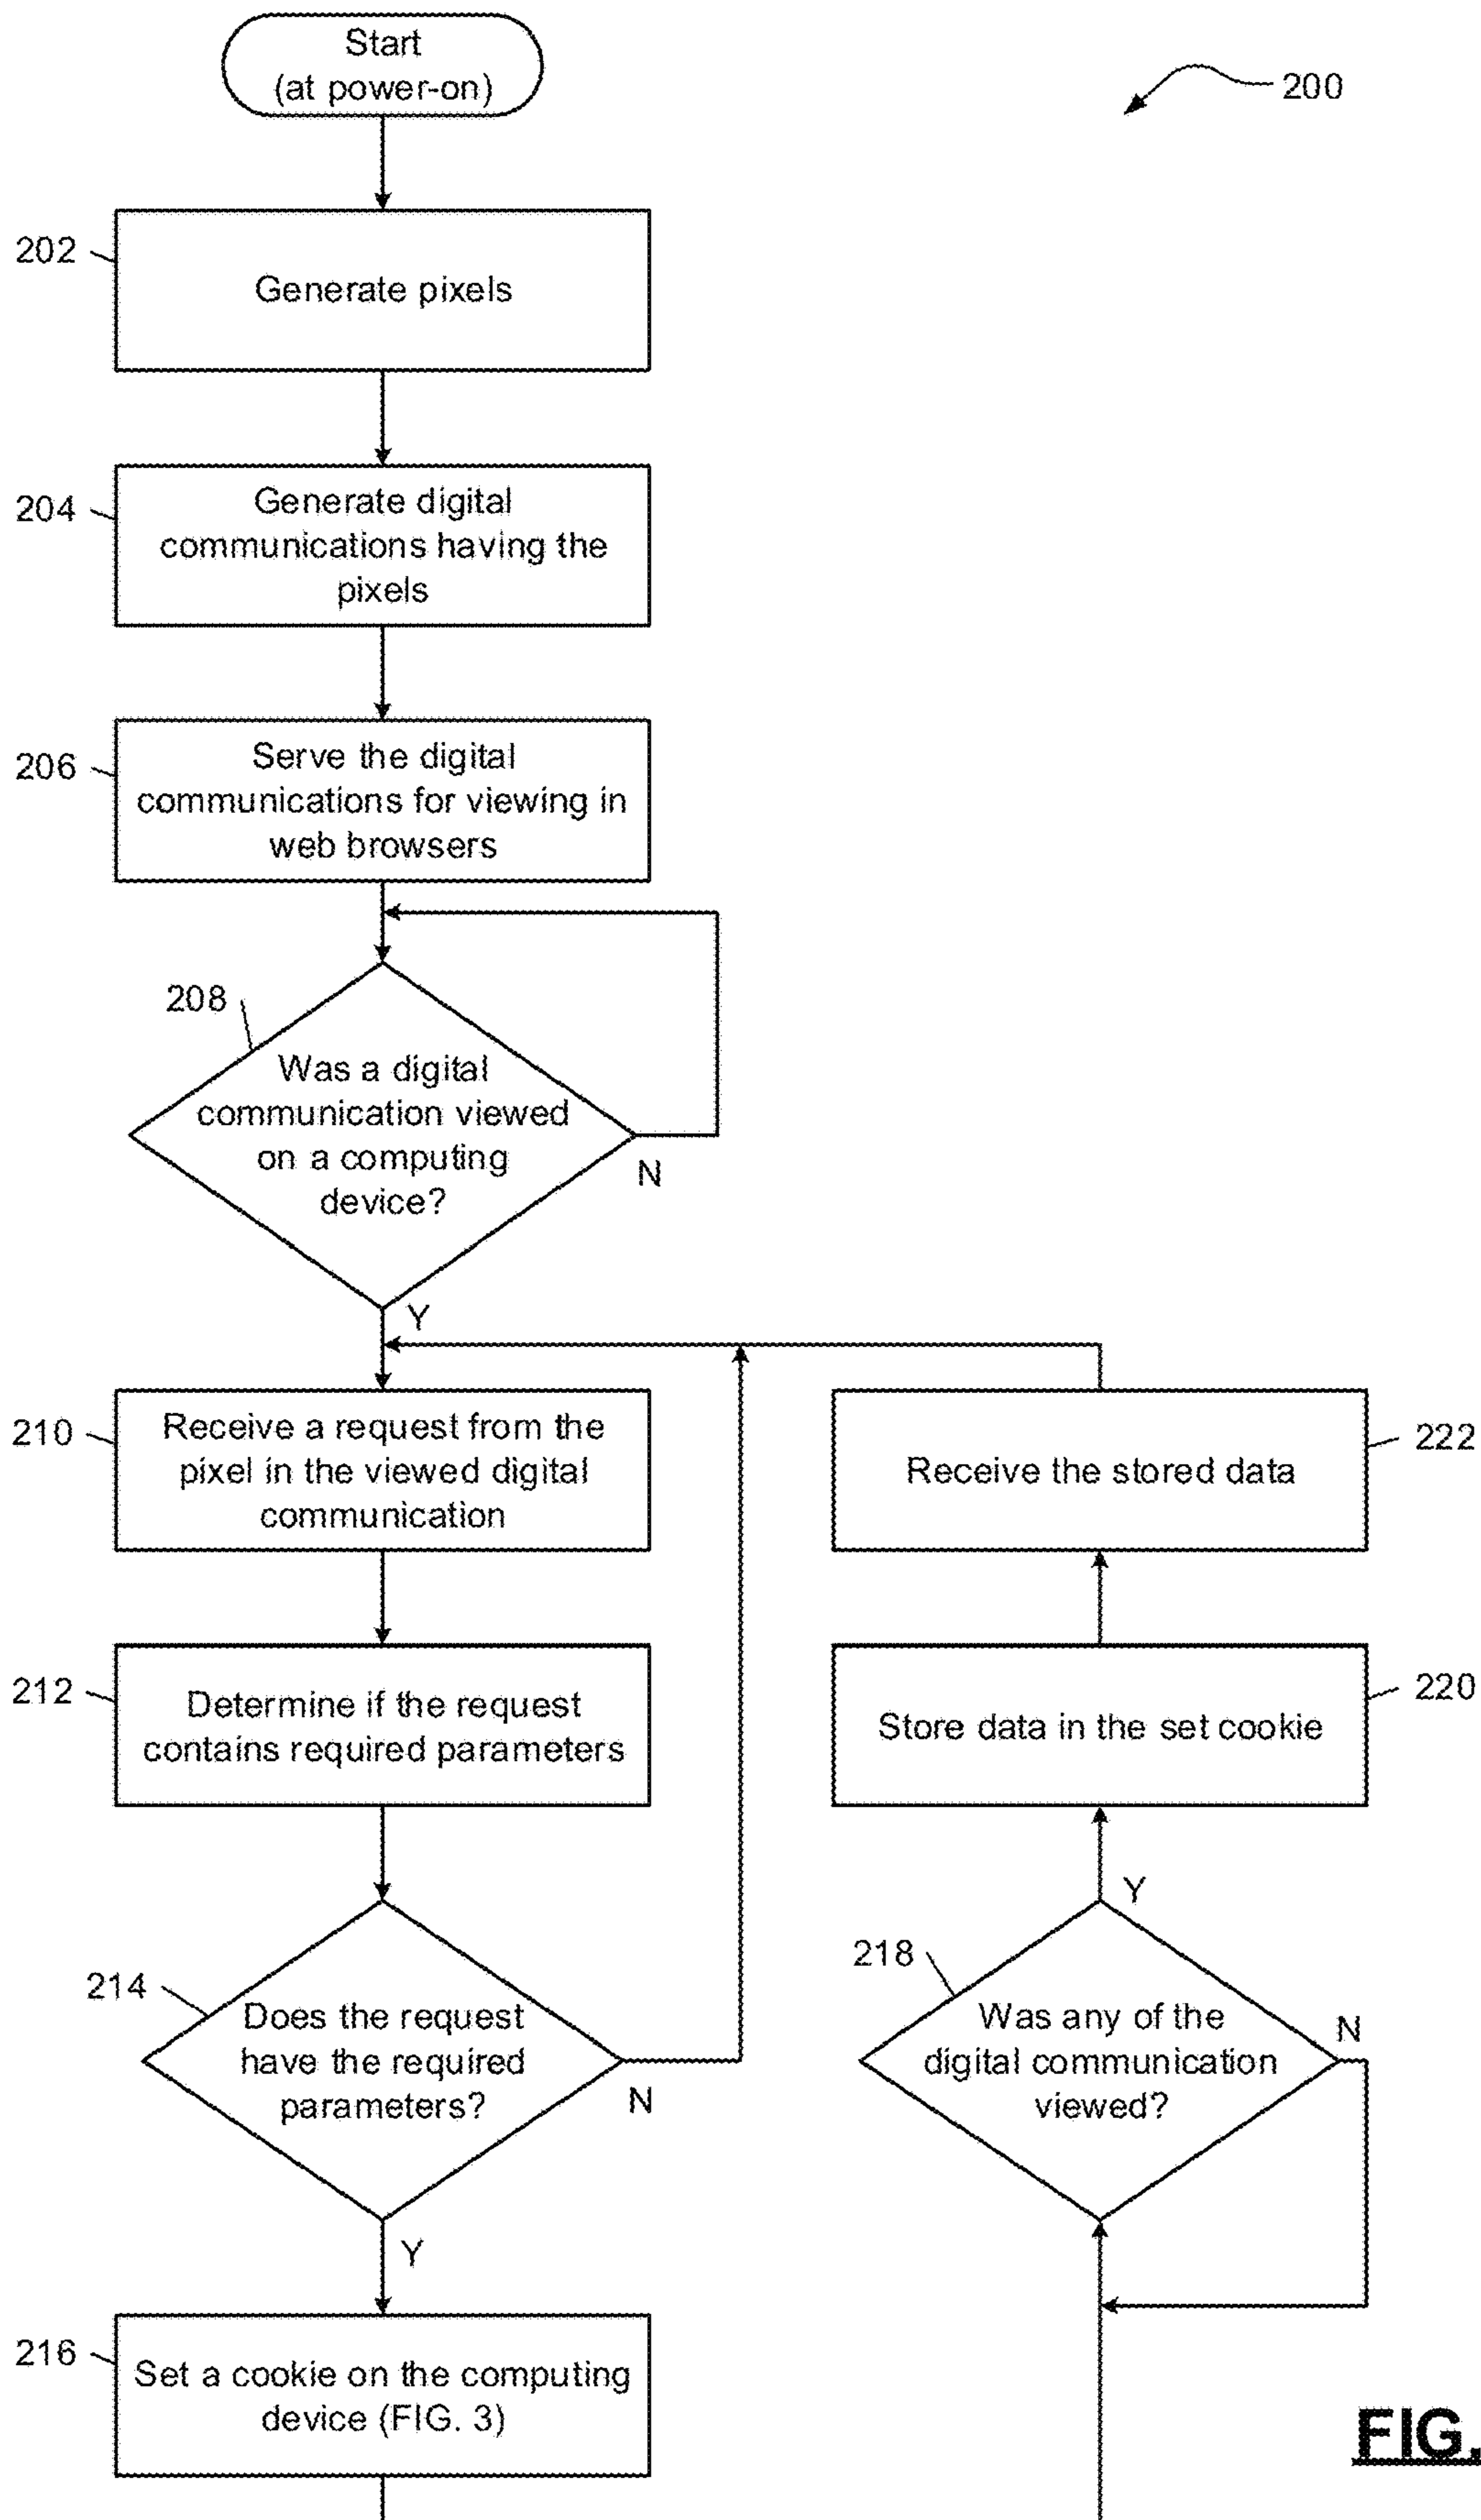 Start
(at power-on)
200
202
Generate pixels
204
Generate digital
communications having the
pixels
206
Serve the digital
communications for viewing in
web browsers
208
Was a digital
communication viewed
on a computing
device?
N
Y
210
Receive a request from the
pixel in the viewed digital
communication
222
Receive the stored data
212
Determine if the request
contains required parameters
220
Store data in the set cookie
214
Does the request
have the required
parameters?
N
Y
218
Was any of the
digital communication
viewed?
Y
N
216
Set a cookie on the computing
device (FIG. 3)
FIG.